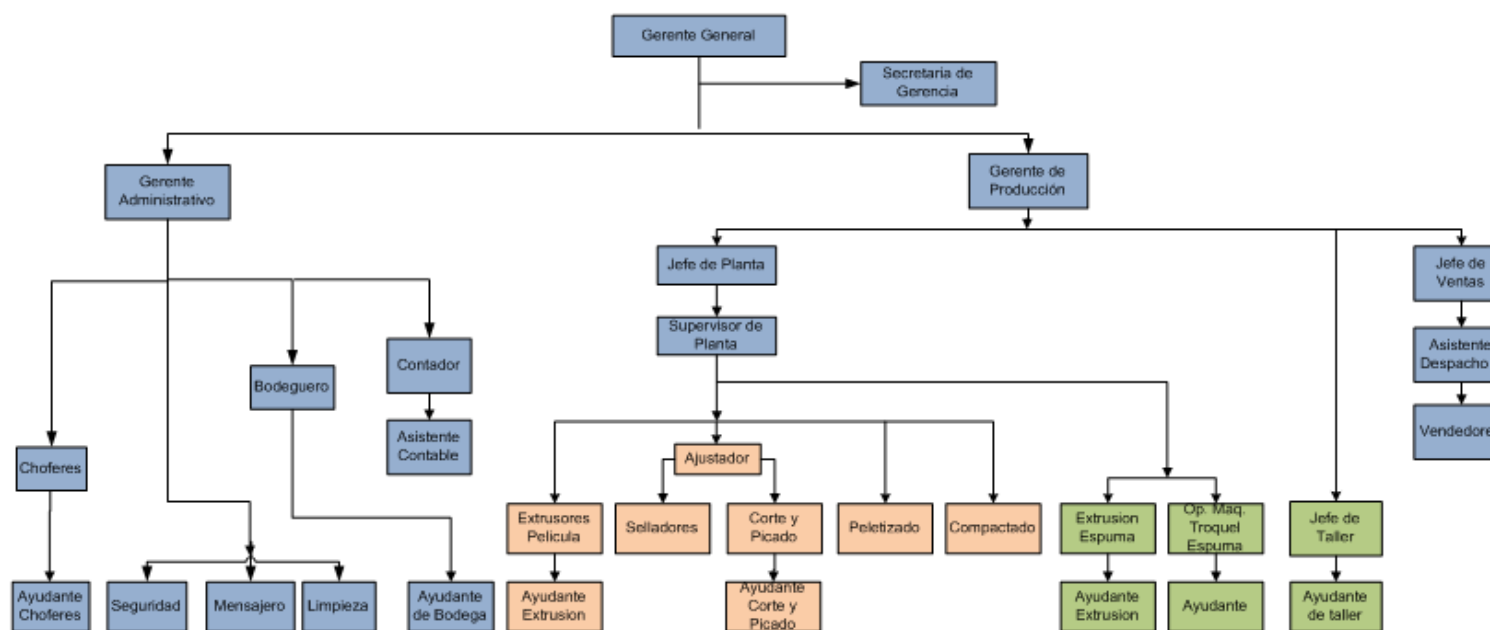 Gerente General
Secretaria de
Gerencia
Gerente
Administrativo
Gerente de
Producción
Jefe de Planta
Jefe de
Ventas
Supervisor de
Planta
Asistente
Despacho
Contador
Bodeguero
Vendedore
Asistente
Contable
Choferes
Ajustador
Extrusores
Pelicula
Selladores
Corte y
Picado
Peletizado
Compactado
Extrusion
Espuma
Op. Maq.
Troquel
Espuma
Jefe de
Taller
Ayudante
Choferes
Seguridad
Mensajero
Limpieza
Ayudante
de Bodega
Ayudante
Extrusion
Ayudante
Corte y
Picado
Ayudante
Extrusion
Ayudante
Ayudante
de taller